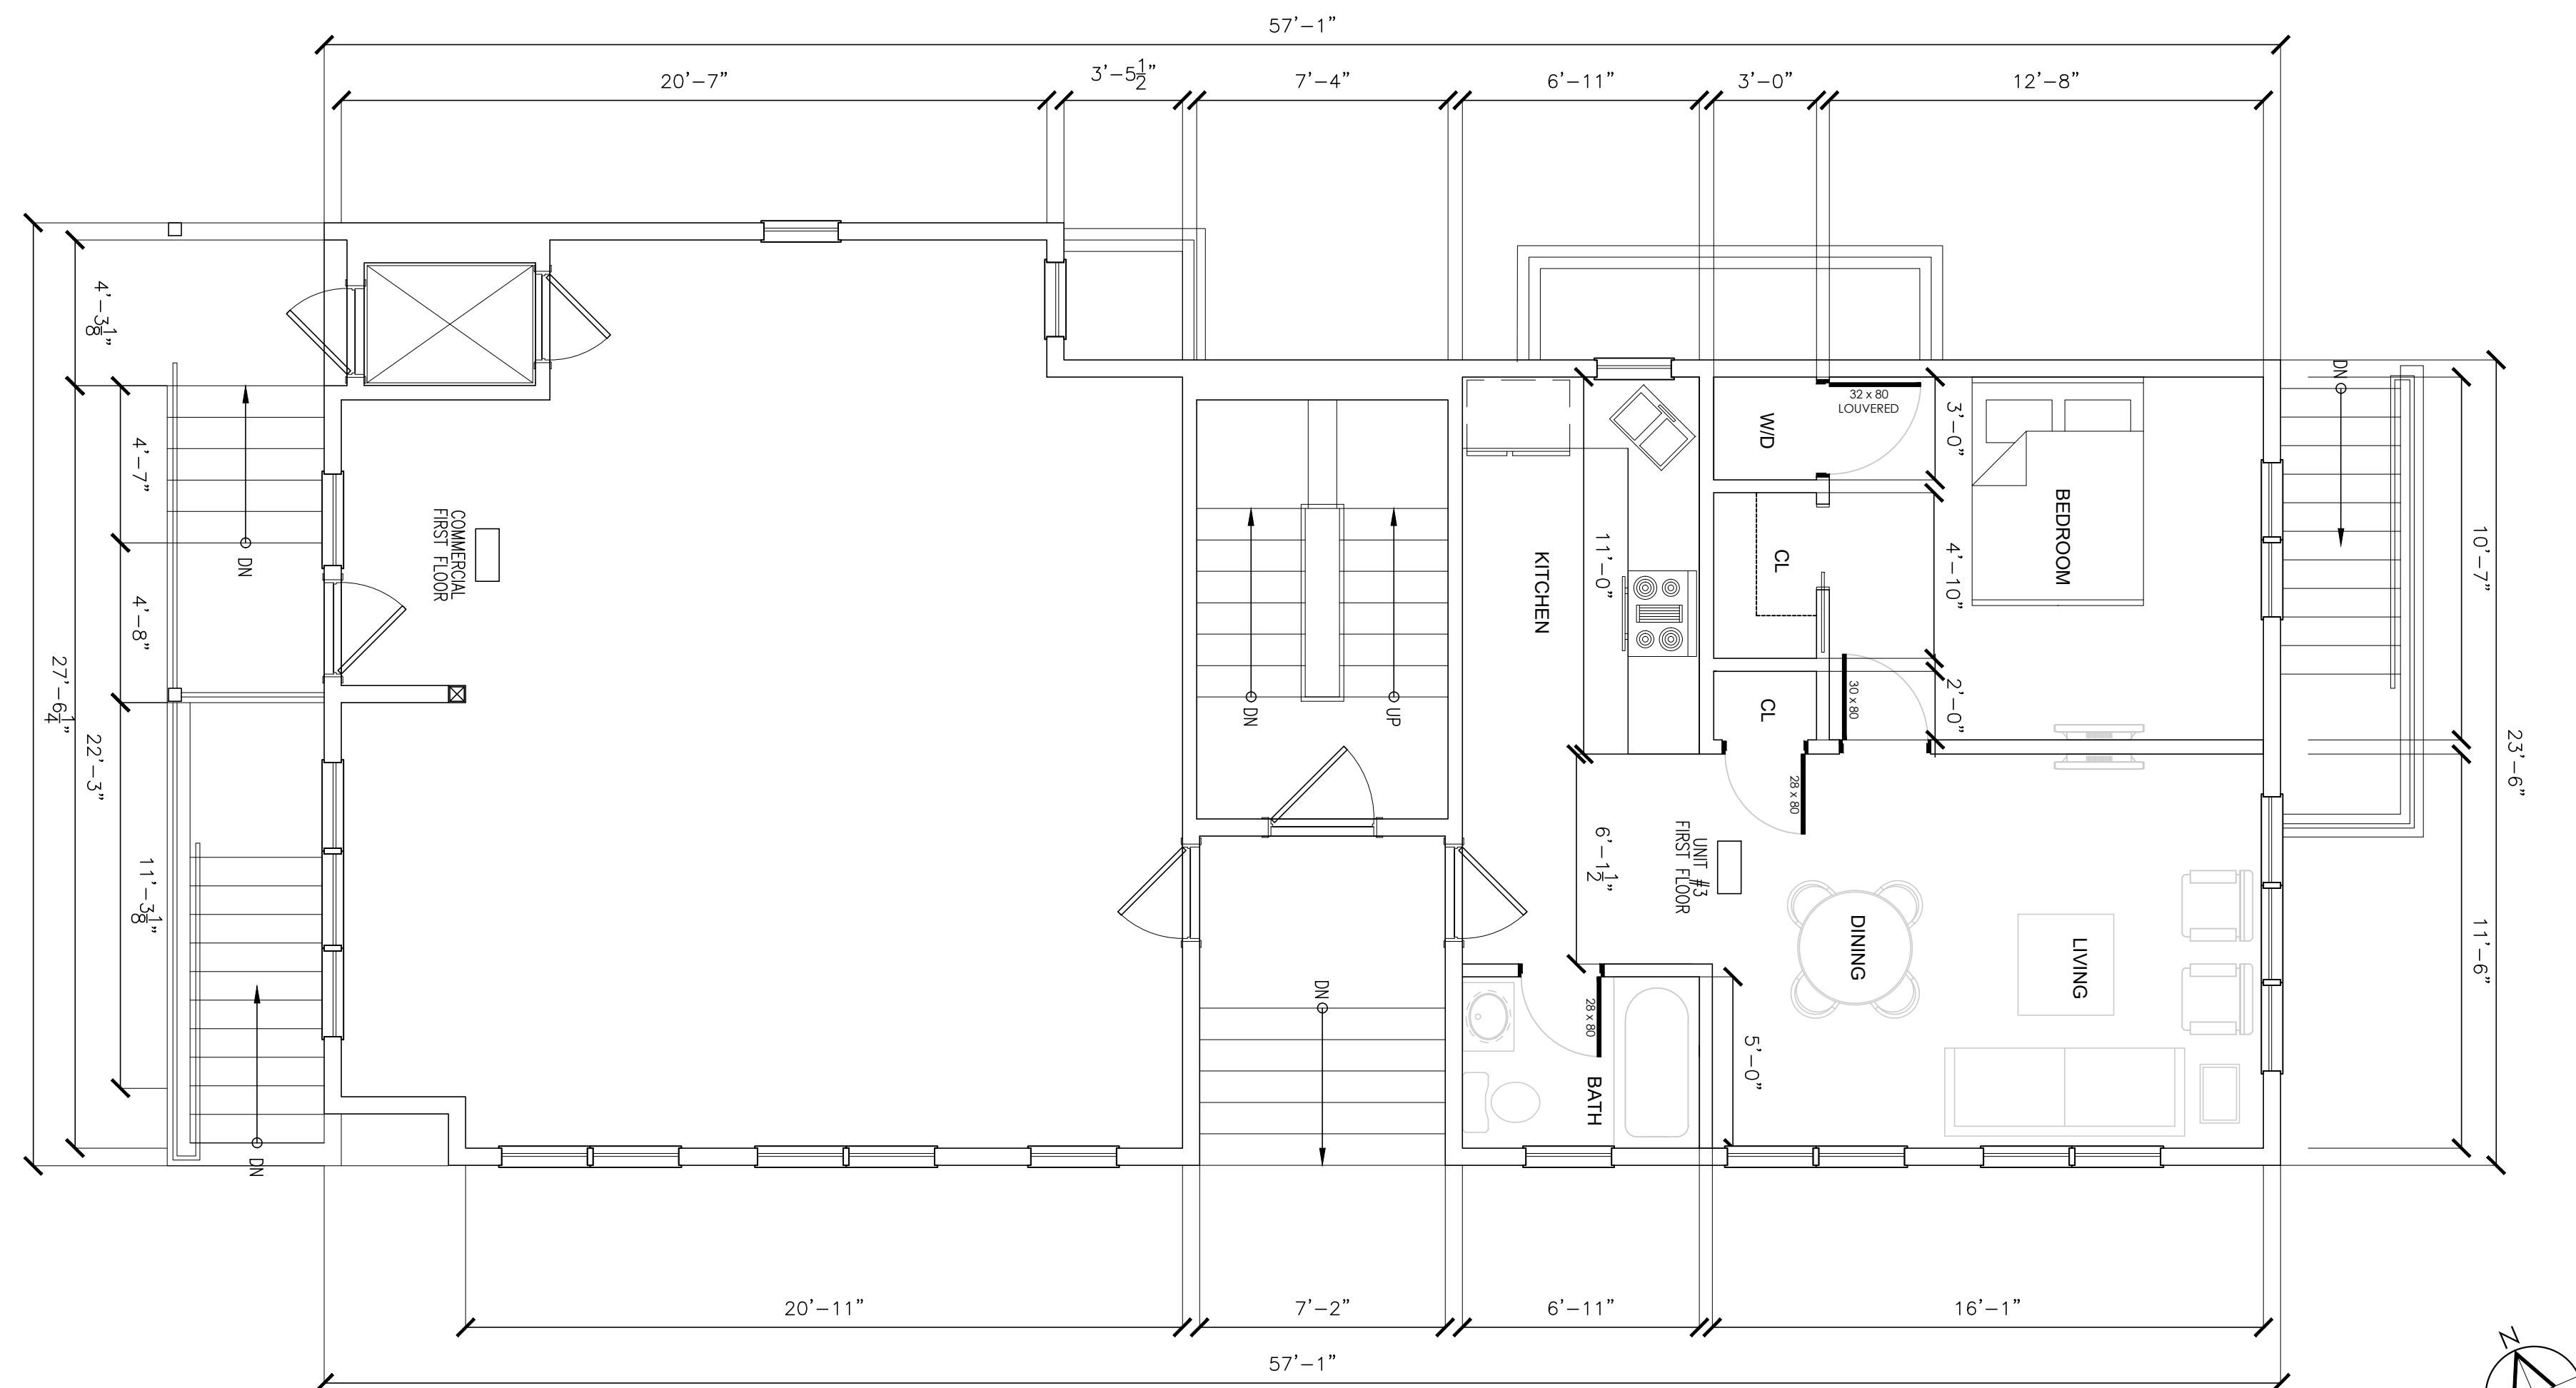 57'-1"
20'-7"
3'-5 1/2"
7'-4"
6'-11"
3'-0"
12'-8"
4'-3 1/8"
4'-7"
4'-8"
11'-3 1/8"
22'-3"
27'-6 1/4"
DN
DN
COMMERCIAL
FIRST FLOOR
DN
UP
DN
KITCHEN
11'-0"
W/D
32 x 80
LOUVERED
3'-0"
CL
4'-10"
BEDROOM
CL
30 x 80
2'-0"
28 x 80
6'-1 1/2"
UNIT #3
FIRST FLOOR
DINING
LIVING
28 x 80
BATH
5'-0"
DN
10'-7"
23'-6"
11'-6"
20'-11"
7'-2"
6'-11"
16'-1"
57'-1"
N